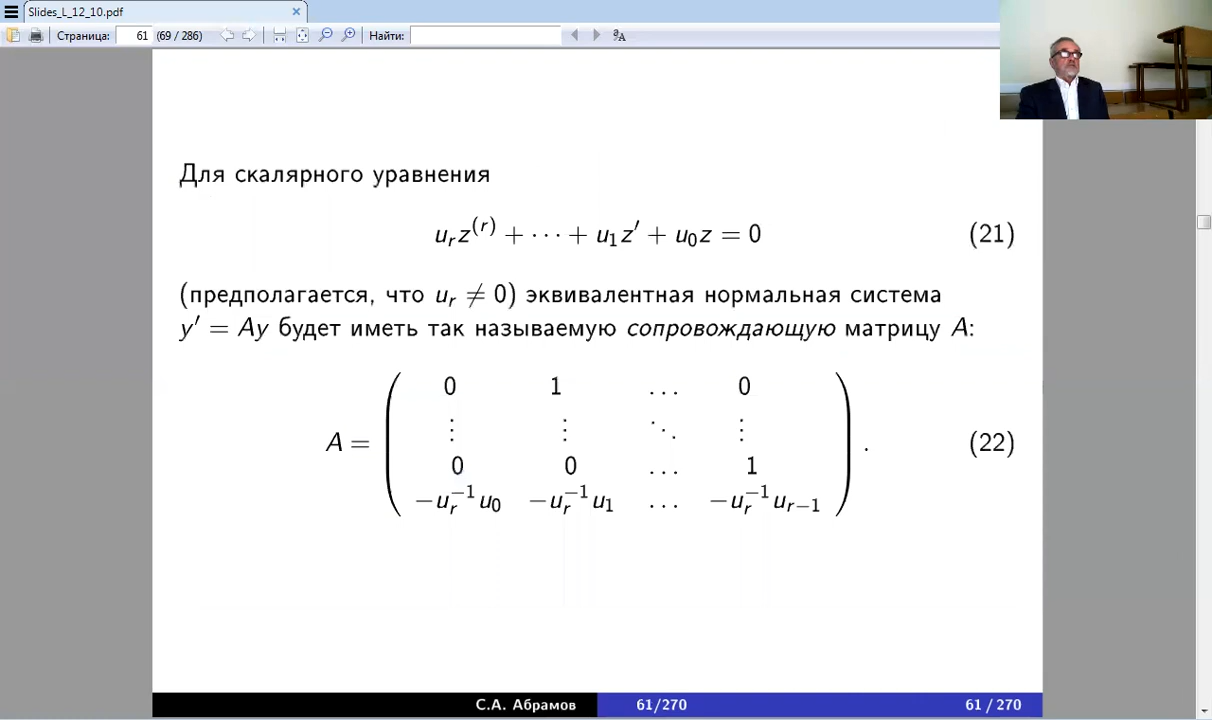 Slides_L_12_10.pdf ×
Страница: 61 (69 / 286) Найти:
Для скалярного уравнения
u_r z^{(r)} + ⋯ + u_1 z′ + u_0 z = 0 (21)
(предполагается, что u_r ≠ 0) эквивалентная нормальная система
y′ = Ay будет иметь так называемую сопровождающую матрицу A:
0 1 … 0
⋮ ⋮ ⋱ ⋮
A = 0 0 … 1 . (22)
−u_r^{−1}u_0 −u_r^{−1}u_1 … −u_r^{−1}u_{r−1}
С.А. Абрамов 61/270 61 / 270